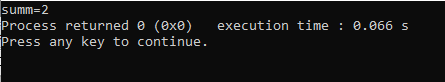 summ=2
Process returned 0 (0x0)   execution time : 0.066 s
Press any key to continue.